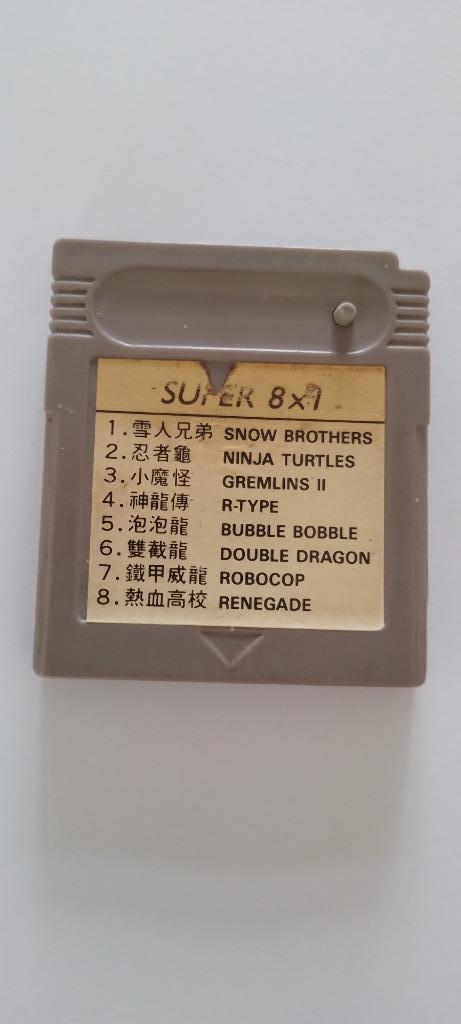 SUPER 8x1
1.雪人兄弟 SNOW BROTHERS
2.忍者龜 NINJA TURTLES
3.小魔怪 GREMLINS II
4.神龍傳 R-TYPE
5.泡泡龍 BUBBLE BOBBLE
6.雙截龍 DOUBLE DRAGON
7.鐵甲威龍 ROBOCOP
8.熱血高校 RENEGADE